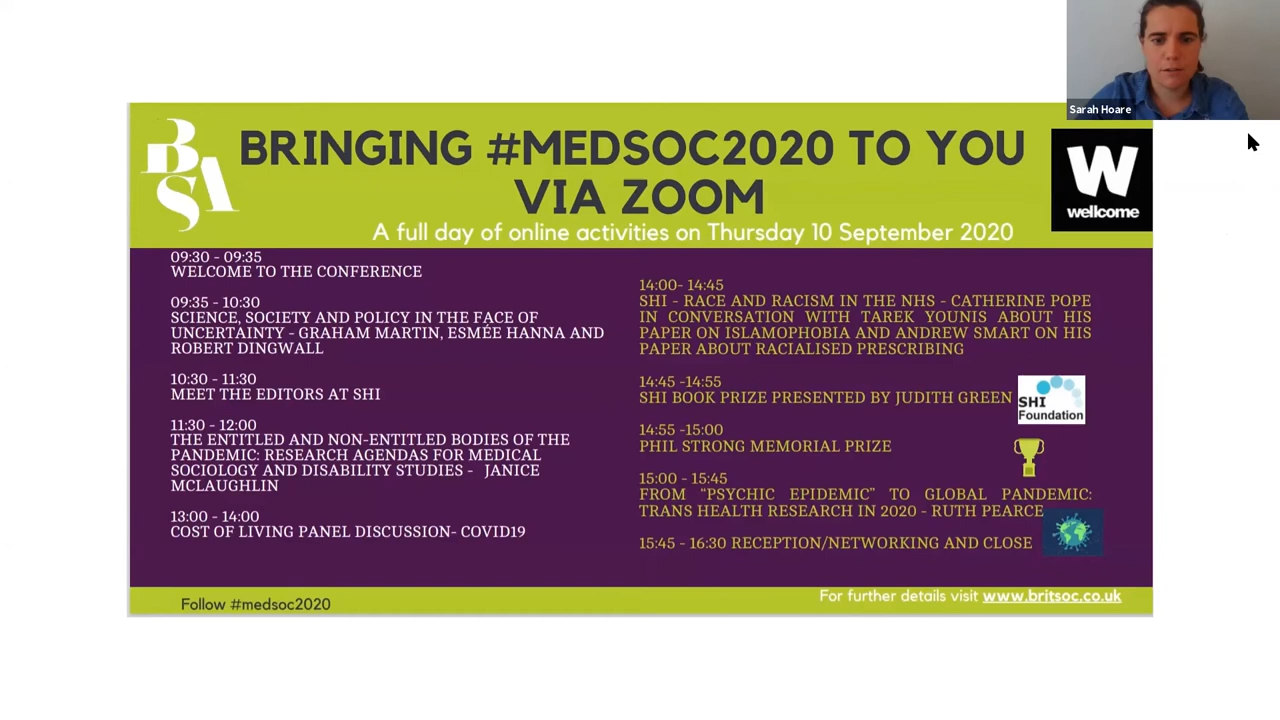 Sarah Hoare
BSA
BRINGING #MEDSOC2020 TO YOU
VIA ZOOM
A full day of online activities on Thursday 10 September 2020
W
wellcome
09:30 - 09:35
WELCOME TO THE CONFERENCE
09:35 - 10:30
SCIENCE, SOCIETY AND POLICY IN THE FACE OF
UNCERTAINTY - GRAHAM MARTIN, ESMÉE HANNA AND
ROBERT DINGWALL
10:30 - 11:30
MEET THE EDITORS AT SHI
11:30 - 12:00
THE ENTITLED AND NON-ENTITLED BODIES OF THE
PANDEMIC: RESEARCH AGENDAS FOR MEDICAL
SOCIOLOGY AND DISABILITY STUDIES - JANICE
MCLAUGHLIN
13:00 - 14:00
COST OF LIVING PANEL DISCUSSION- COVID19
14:00- 14:45
SHI - RACE AND RACISM IN THE NHS - CATHERINE POPE
IN CONVERSATION WITH TAREK YOUNIS ABOUT HIS
PAPER ON ISLAMOPHOBIA AND ANDREW SMART ON HIS
PAPER ABOUT RACIALISED PRESCRIBING
14:45 -14:55
SHI BOOK PRIZE PRESENTED BY JUDITH GREEN
SHI
Foundation
14:55 -15:00
PHIL STRONG MEMORIAL PRIZE
15:00 - 15:45
FROM “PSYCHIC EPIDEMIC” TO GLOBAL PANDEMIC:
TRANS HEALTH RESEARCH IN 2020 - RUTH PEARCE
15:45 - 16:30 RECEPTION/NETWORKING AND CLOSE
Follow #medsoc2020
For further details visit www.britsoc.co.uk